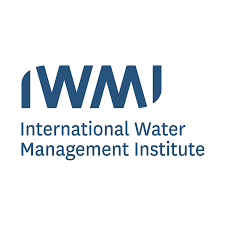 IWMI
International Water
Management Institute